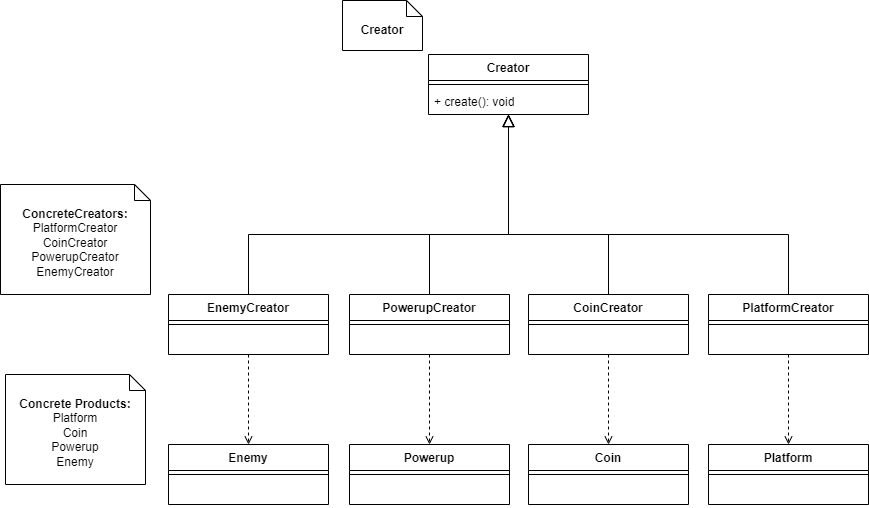 Creator
Creator
+ create(): void
ConcreteCreators:
PlatformCreator
CoinCreator
PowerupCreator
EnemyCreator
EnemyCreator
PowerupCreator
CoinCreator
PlatformCreator
Concrete Products:
Platform
Coin
Powerup
Enemy
Enemy
Powerup
Coin
Platform